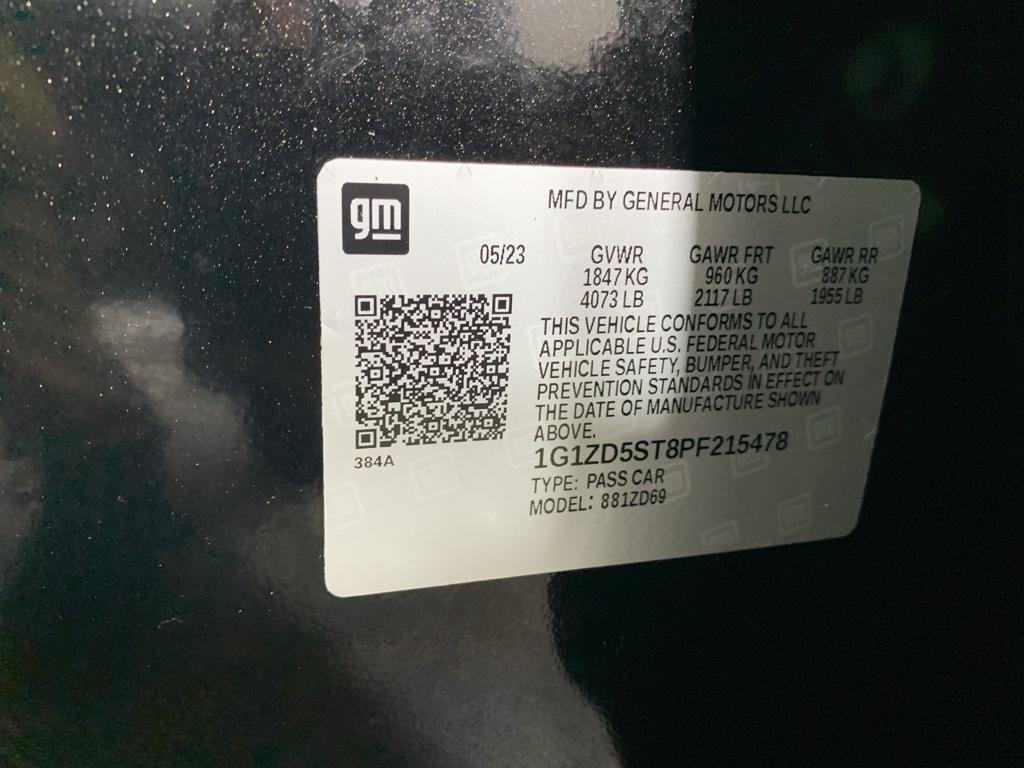 gm
MFD BY GENERAL MOTORS LLC
05/23 GVWR GAWR FRT GAWR RR
1847 KG 960 KG 887 KG
4073 LB 2117 LB 1955 LB
THIS VEHICLE CONFORMS TO ALL
APPLICABLE U.S. FEDERAL MOTOR
VEHICLE SAFETY, BUMPER, AND THEFT
PREVENTION STANDARDS IN EFFECT ON
THE DATE OF MANUFACTURE SHOWN
ABOVE.
384A
1G1ZD5ST8PF215478
TYPE: PASS CAR
MODEL: 881ZD69